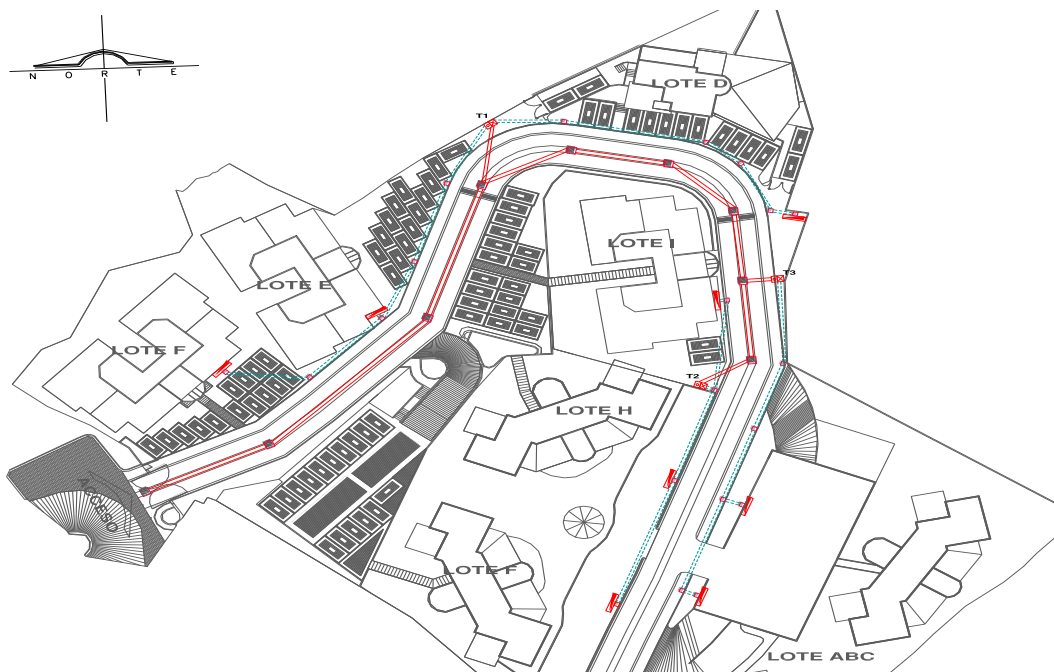 N O R T E
LOTE D
T1
LOTE I
T3
LOTE E
LOTE F
T2
LOTE H
ACCESO
LOTE F
LOTE ABC